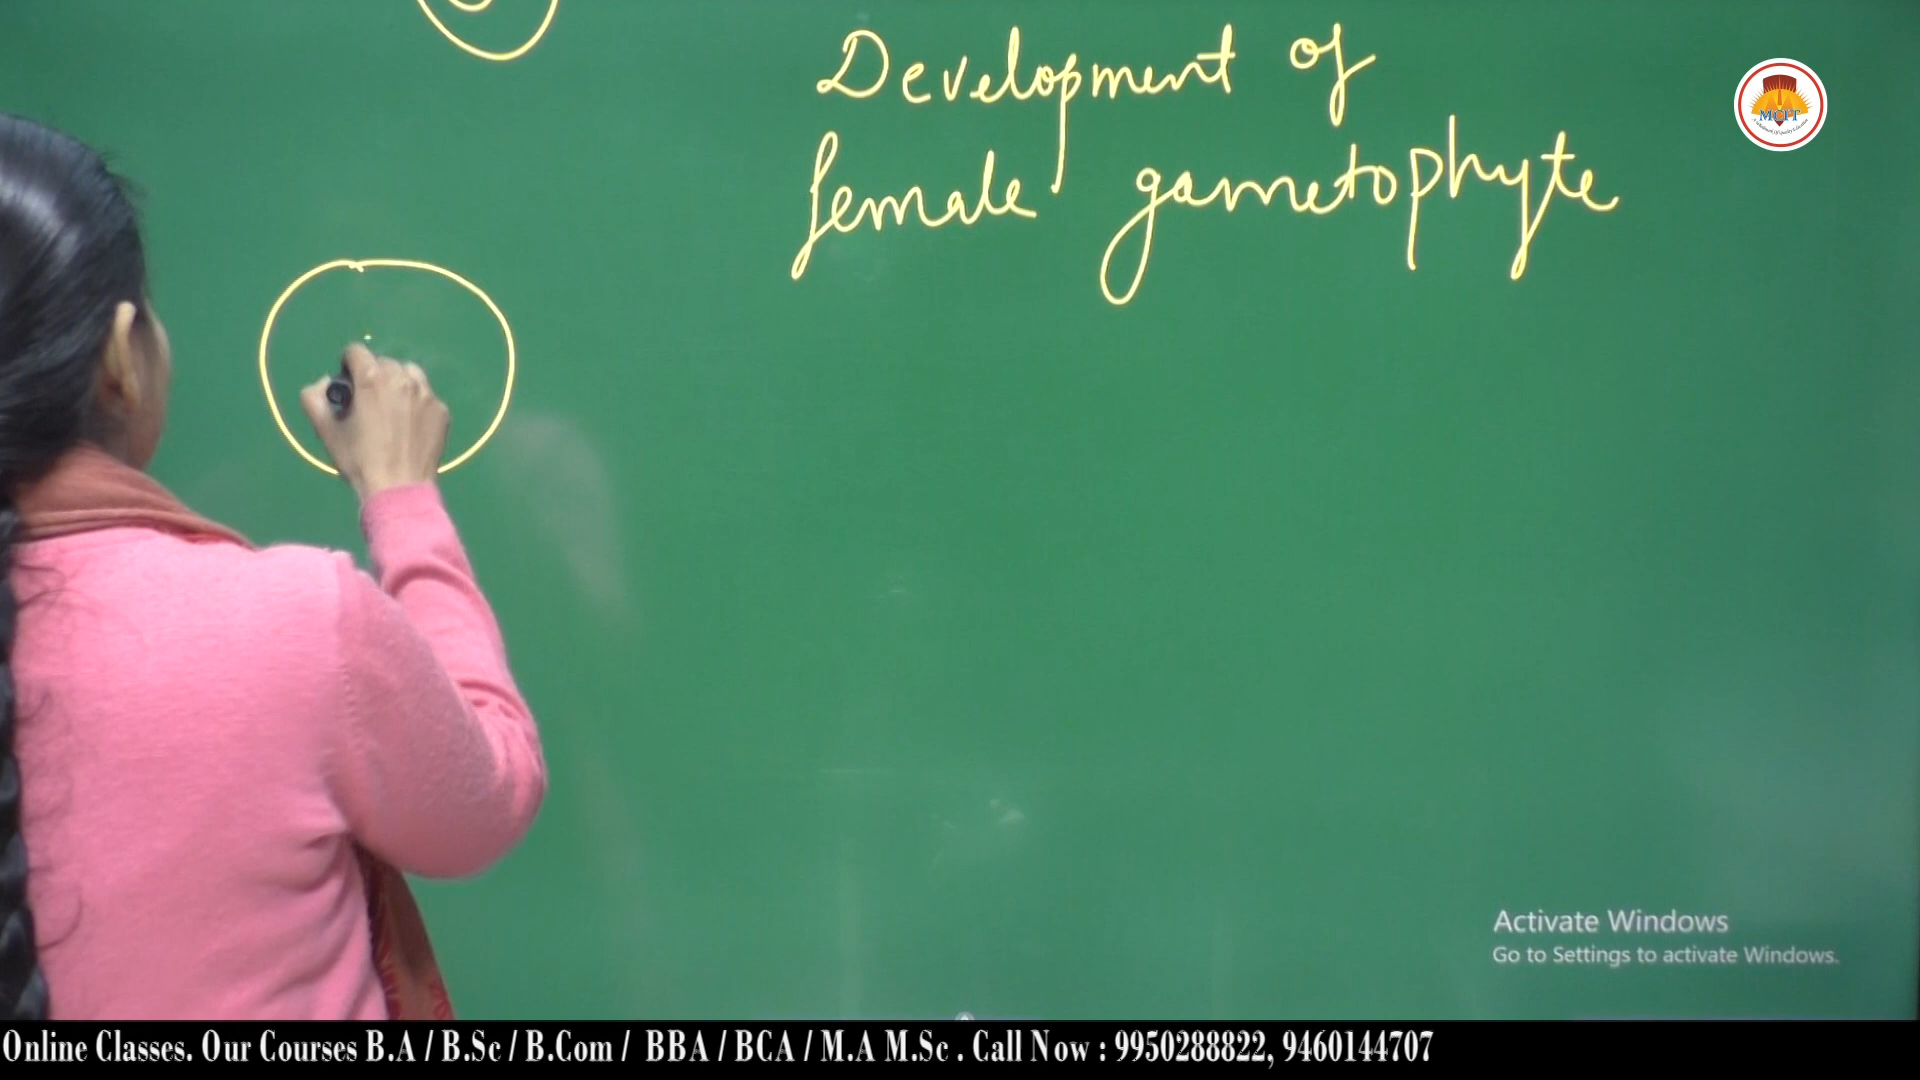 Development of
female gametophyte
MCIT
Activate Windows
Go to Settings to activate Windows.
Online Classes. Our Courses B.A / B.Sc / B.Com / BBA / BCA / M.A M.Sc . Call Now : 9950288822, 9460144707